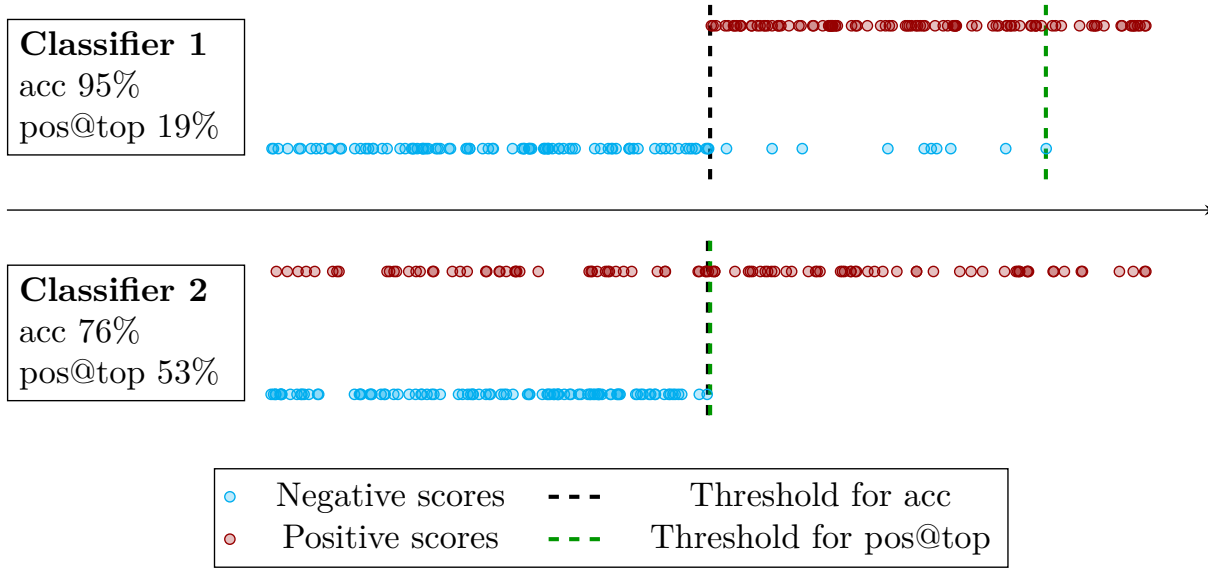 Classifier 1
acc 95%
pos@top 19%
Classifier 2
acc 76%
pos@top 53%
Negative scores
Threshold for acc
Positive scores
Threshold for pos@top